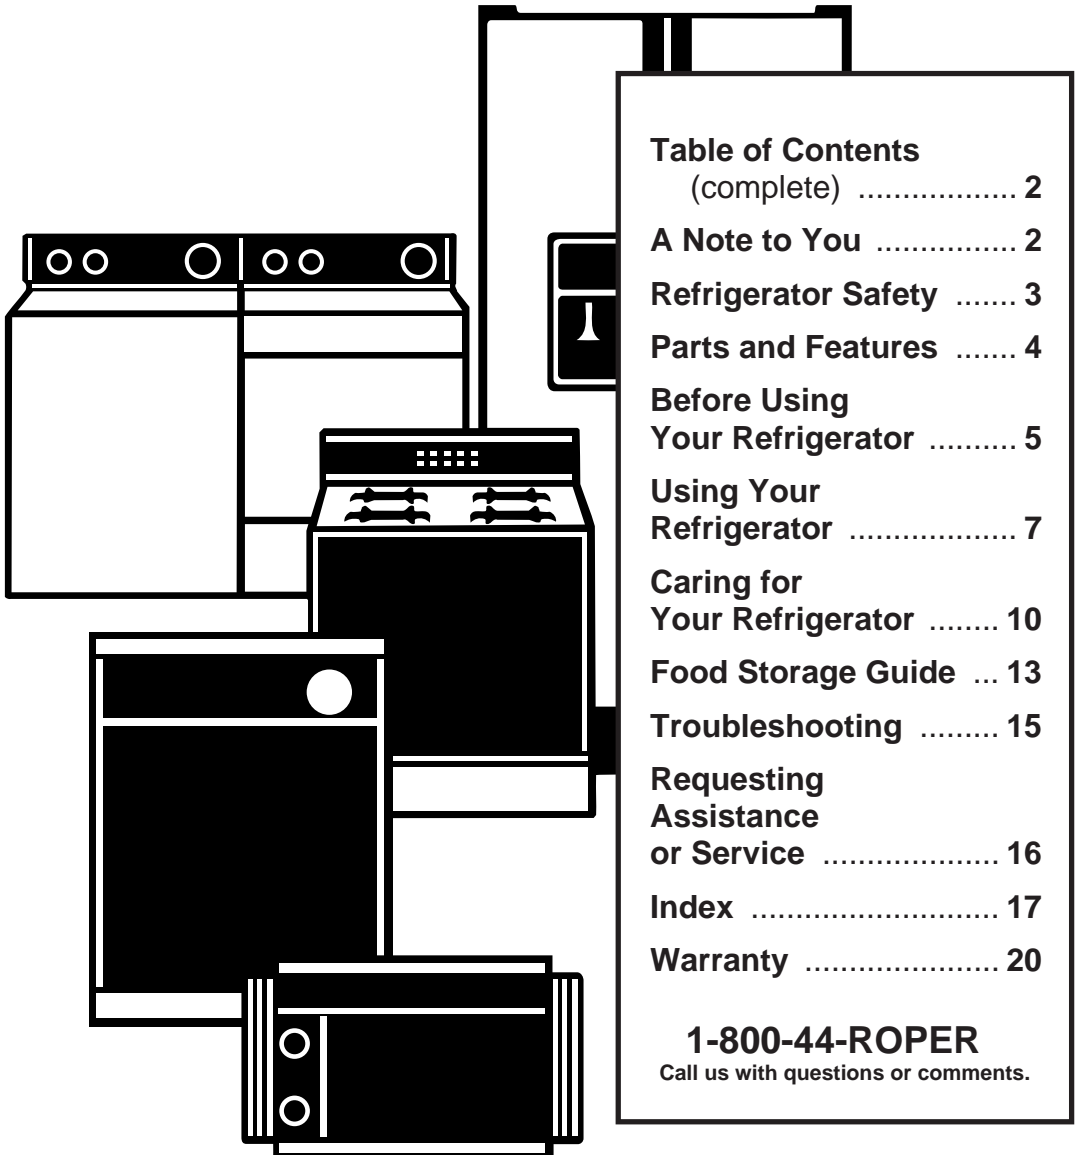 Table of Contents
(complete) .................. 2
A Note to You ................ 2
Refrigerator Safety ....... 3
Parts and Features ....... 4
Before Using
Your Refrigerator .......... 5
Using Your
Refrigerator ................... 7
Caring for
Your Refrigerator ........ 10
Food Storage Guide ... 13
Troubleshooting ......... 15
Requesting
Assistance
or Service .................... 16
Index ............................ 17
Warranty ...................... 20
1-800-44-ROPER
Call us with questions or comments.